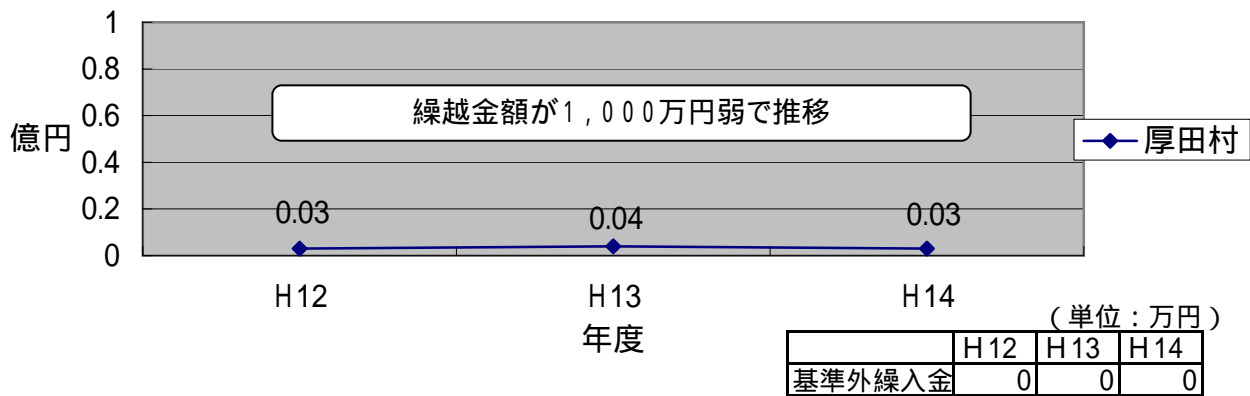 1
0.8
0.6
0.4
0.2
0
億円
繰越金額が1,000万円弱で推移
0.03
0.04
0.03
厚田村
H12
H13
H14
年度
(単位:万円)
H12 H13 H14
基準外繰入金 0 0 0